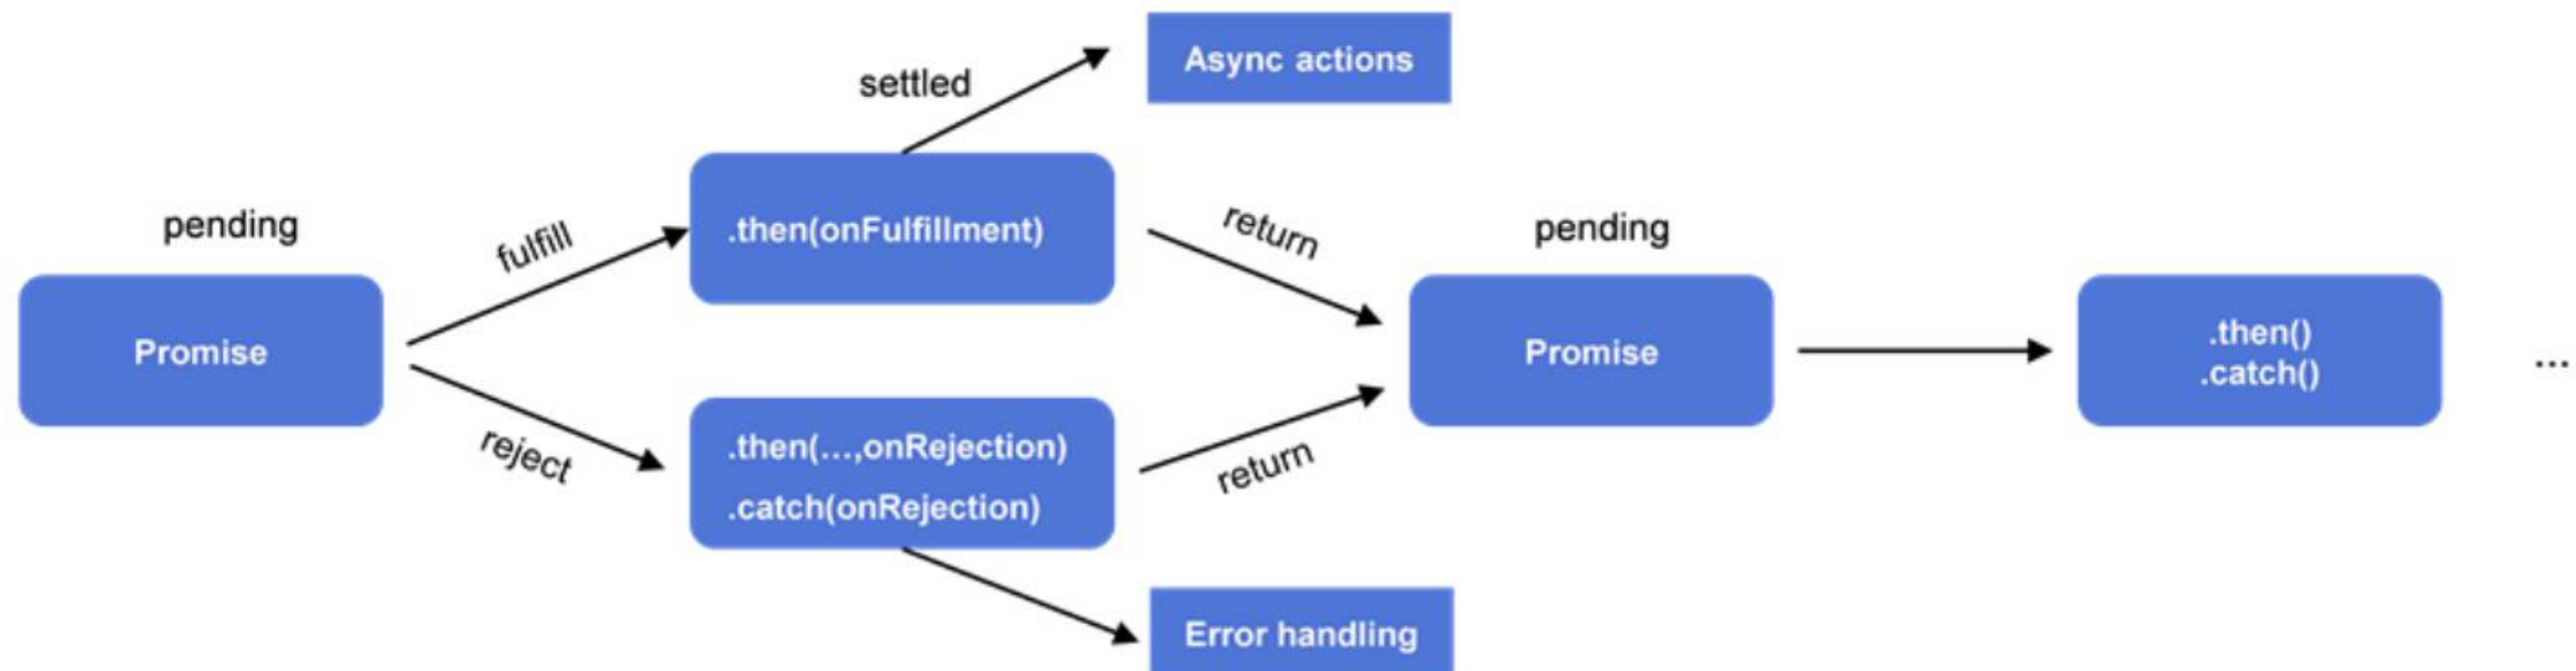 Async actions
settled
.then(onFulfillment)
pending
fulfill
return
pending
Promise
Promise
.then()
.catch()
...
reject
.then(...,onRejection)
.catch(onRejection)
return
Error handling